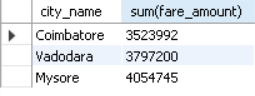 city_name sum(fare_amount)
Coimbatore 3523992
Vadodara 3797200
Mysore 4054745